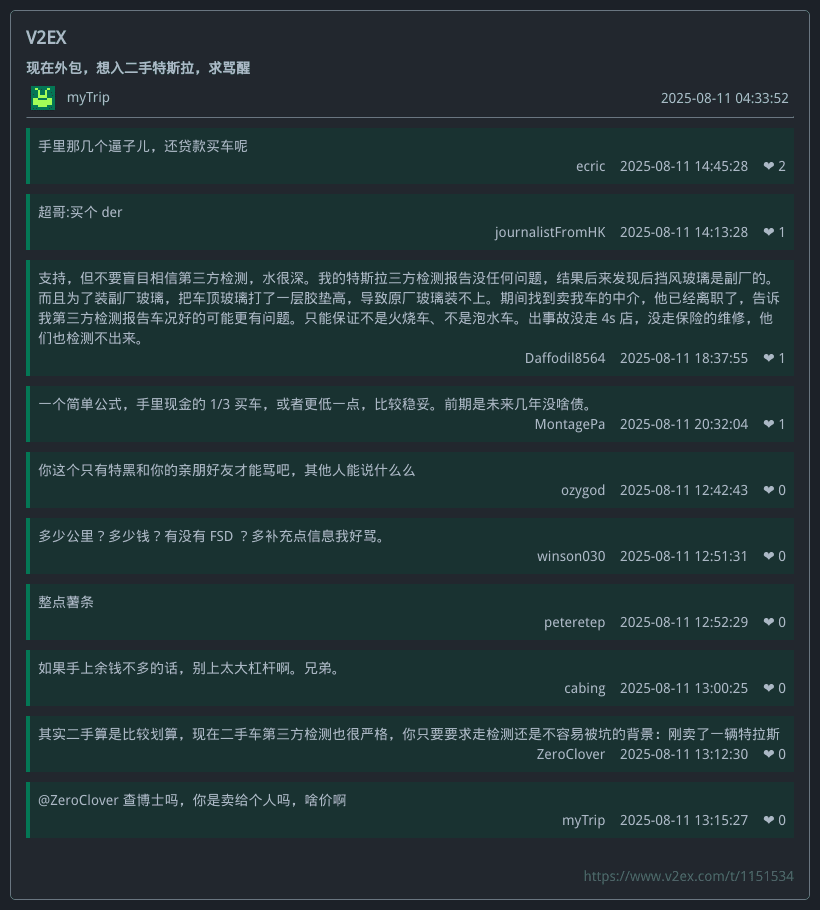 V2EX
现在外包，想入二手特斯拉，求骂醒
myTrip 2025-08-11 04:33:52
手里那几个逼子儿，还贷款买车呢
ecric 2025-08-11 14:45:28 ❤ 2
超哥:买个 der
journalistFromHK 2025-08-11 14:13:28 ❤ 1
支持，但不要盲目相信第三方检测，水很深。我的特斯拉三方检测报告没任何问题，结果后来发现后挡风玻璃是副厂的。
而且为了装副厂玻璃，把车顶玻璃打了一层胶垫高，导致原厂玻璃装不上。期间找到卖我车的中介，他已经离职了，告诉
我第三方检测报告车况好的可能更有问题。只能保证不是火烧车、不是泡水车。出事故没走 4s 店，没走保险的维修，他
们也检测不出来。
Daffodil8564 2025-08-11 18:37:55 ❤ 1
一个简单公式，手里现金的 1/3 买车，或者更低一点，比较稳妥。前期是未来几年没啥债。
MontagePa 2025-08-11 20:32:04 ❤ 1
你这个只有特黑和你的亲朋好友才能骂吧，其他人能说什么么
ozygod 2025-08-11 12:42:43 ❤ 0
多少公里？多少钱？有没有 FSD ？多补充点信息我好骂。
winson030 2025-08-11 12:51:31 ❤ 0
整点薯条
peteretep 2025-08-11 12:52:29 ❤ 0
如果手上余钱不多的话，别上太大杠杆啊。兄弟。
cabing 2025-08-11 13:00:25 ❤ 0
其实二手算是比较划算，现在二手车第三方检测也很严格，你只要要求走检测还是不容易被坑的背景：刚卖了一辆特拉斯
ZeroClover 2025-08-11 13:12:30 ❤ 0
@ZeroClover 查博士吗，你是卖给个人吗，啥价啊
myTrip 2025-08-11 13:15:27 ❤ 0
https://www.v2ex.com/t/1151534